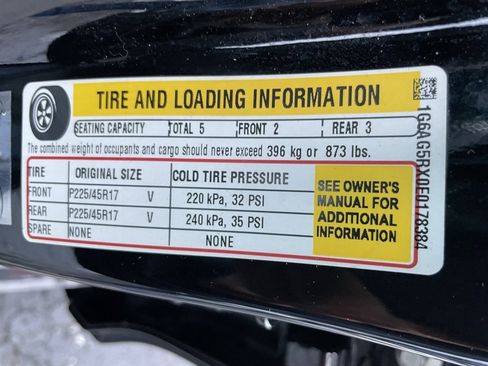 TIRE AND LOADING INFORMATION
SEATING CAPACITY TOTAL 5 FRONT 2 REAR 3
The combined weight of occupants and cargo should never exceed 396 kg or 873 lbs.
TIRE ORIGINAL SIZE COLD TIRE PRESSURE
FRONT P225/45R17 V 220 kPa, 32 PSI
REAR P225/45R17 V 240 kPa, 35 PSI
SPARE NONE NONE
SEE OWNER'S
MANUAL FOR
ADDITIONAL
INFORMATION